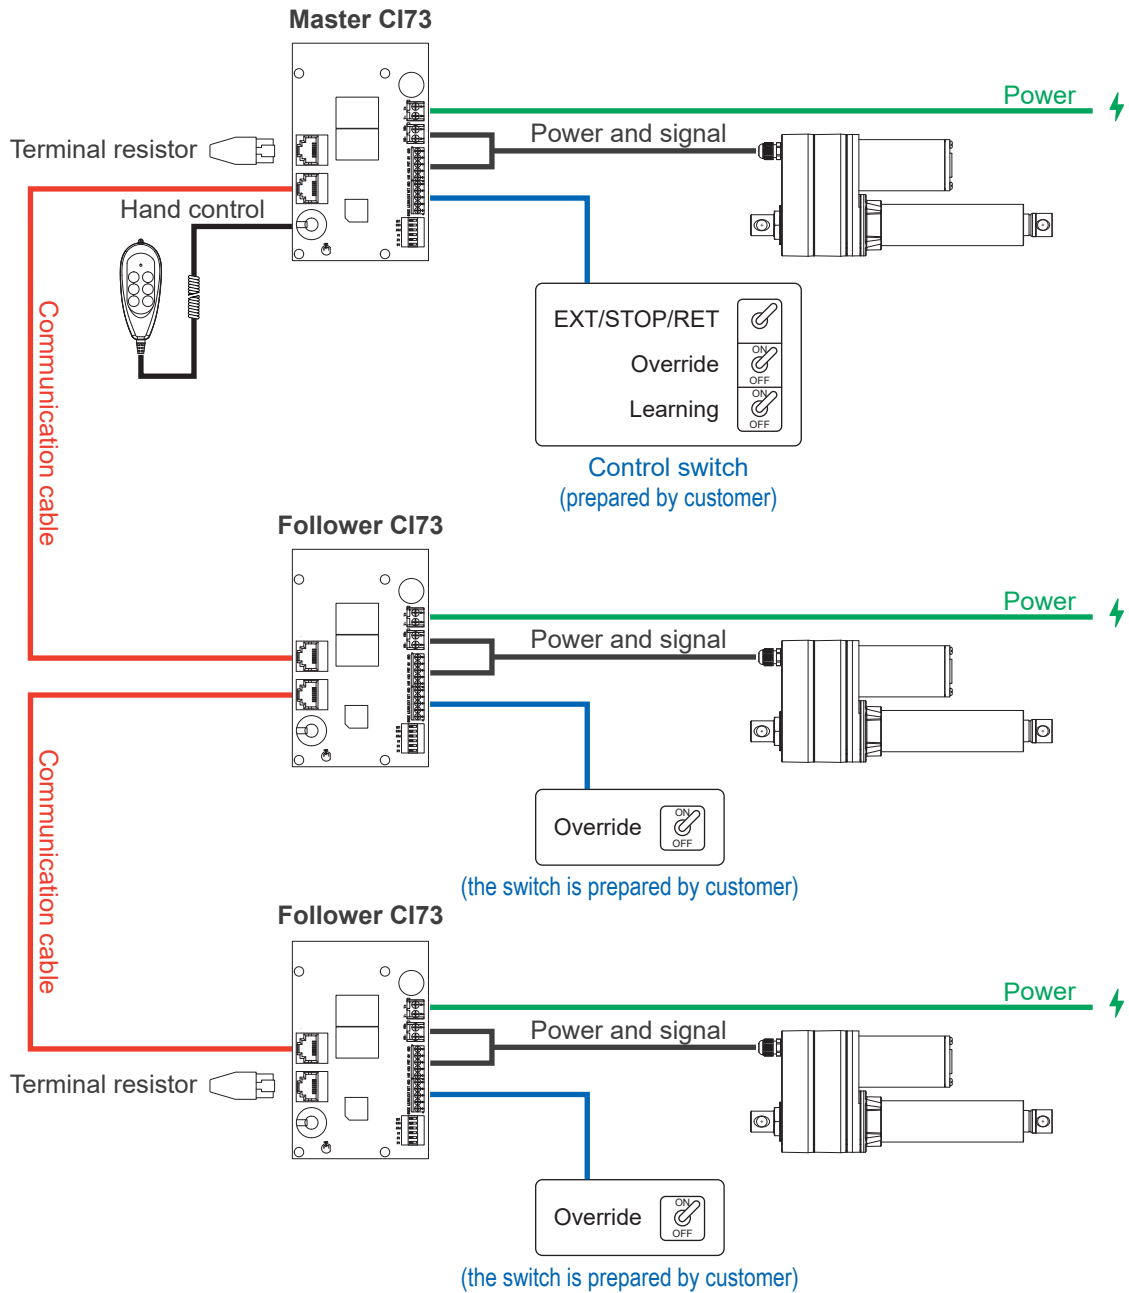 Master CI73
Power
Terminal resistor
Power and signal
Hand control
Communication cable
EXT/STOP/RET
Override
ON
OFF
Learning
ON
OFF
Control switch
(prepared by customer)
Follower CI73
Power
Power and signal
Communication cable
Override
ON
OFF
(the switch is prepared by customer)
Follower CI73
Power
Power and signal
Terminal resistor
Override
ON
OFF
(the switch is prepared by customer)